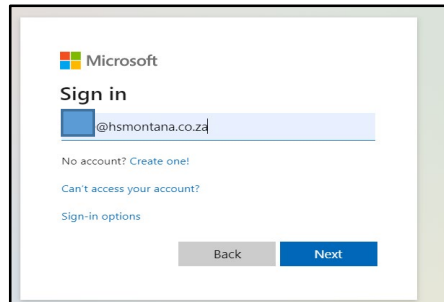 Microsoft
Sign in
@hsmontana.co.za
No account? Create one!
Can't access your account?
Sign-in options
Back Next